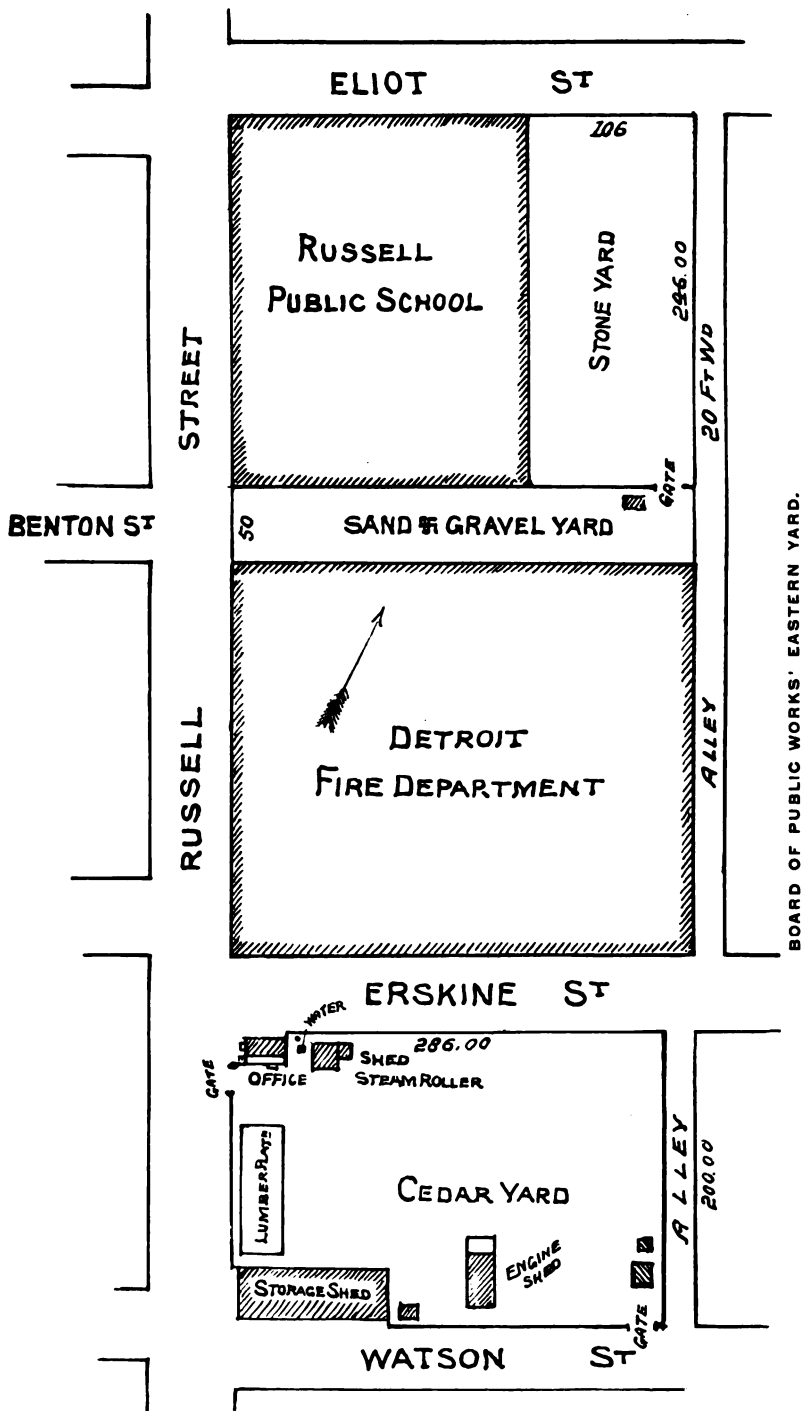 ELIOT ST
106
RUSSELL
PUBLIC SCHOOL
STONE YARD
246.00
20 FT WD
STREET
GATE
BENTON ST
50
SAND & GRAVEL YARD
DETROIT
FIRE DEPARTMENT
ALLEY
RUSSELL
BOARD OF PUBLIC WORKS' EASTERN YARD.
ERSKINE ST
WATER
286.00
SHED
STEAM ROLLER
OFFICE
GATE
LUMBER PLATF
CEDAR YARD
ALLEY
200.00
ENGINE
SHED
STORAGE SHED
GATE
WATSON ST